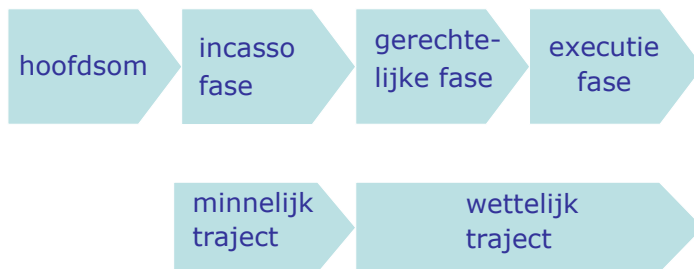 hoofdsom
incasso
fase
gerechte-
lijke fase
executie
fase
minnelijk
traject
wettelijk
traject